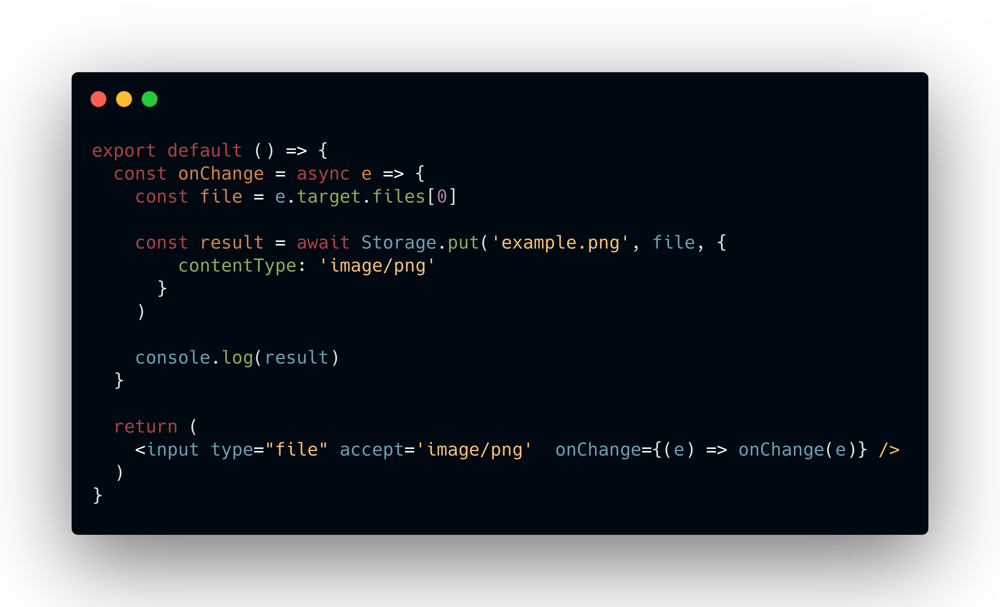 export default () => {
  const onChange = async e => {
    const file = e.target.files[0]

    const result = await Storage.put('example.png', file, {
        contentType: 'image/png'
      }
    )

    console.log(result)
  }

  return (
    <input type="file" accept='image/png'  onChange={(e) => onChange(e)} />
  )
}